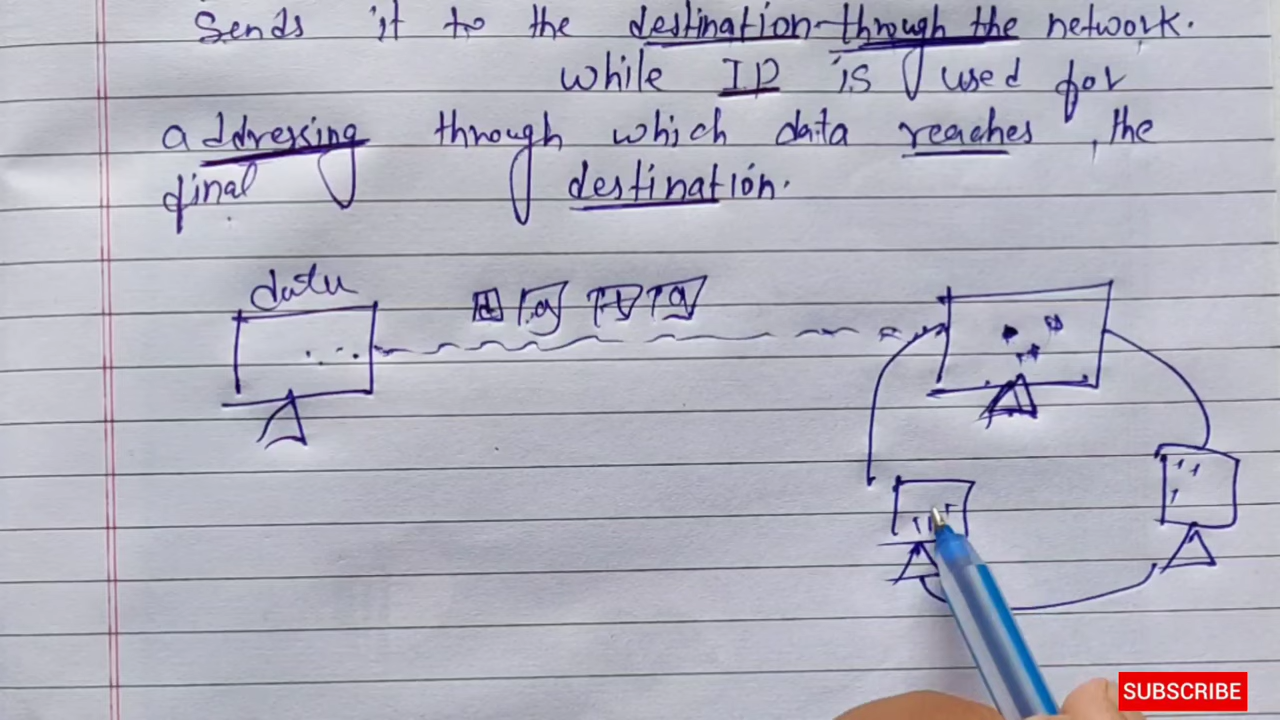 Sends it to the destination through the network.
while IP is used for
addressing through which data reaches the
final destination.
data
d a t a
SUBSCRIBE